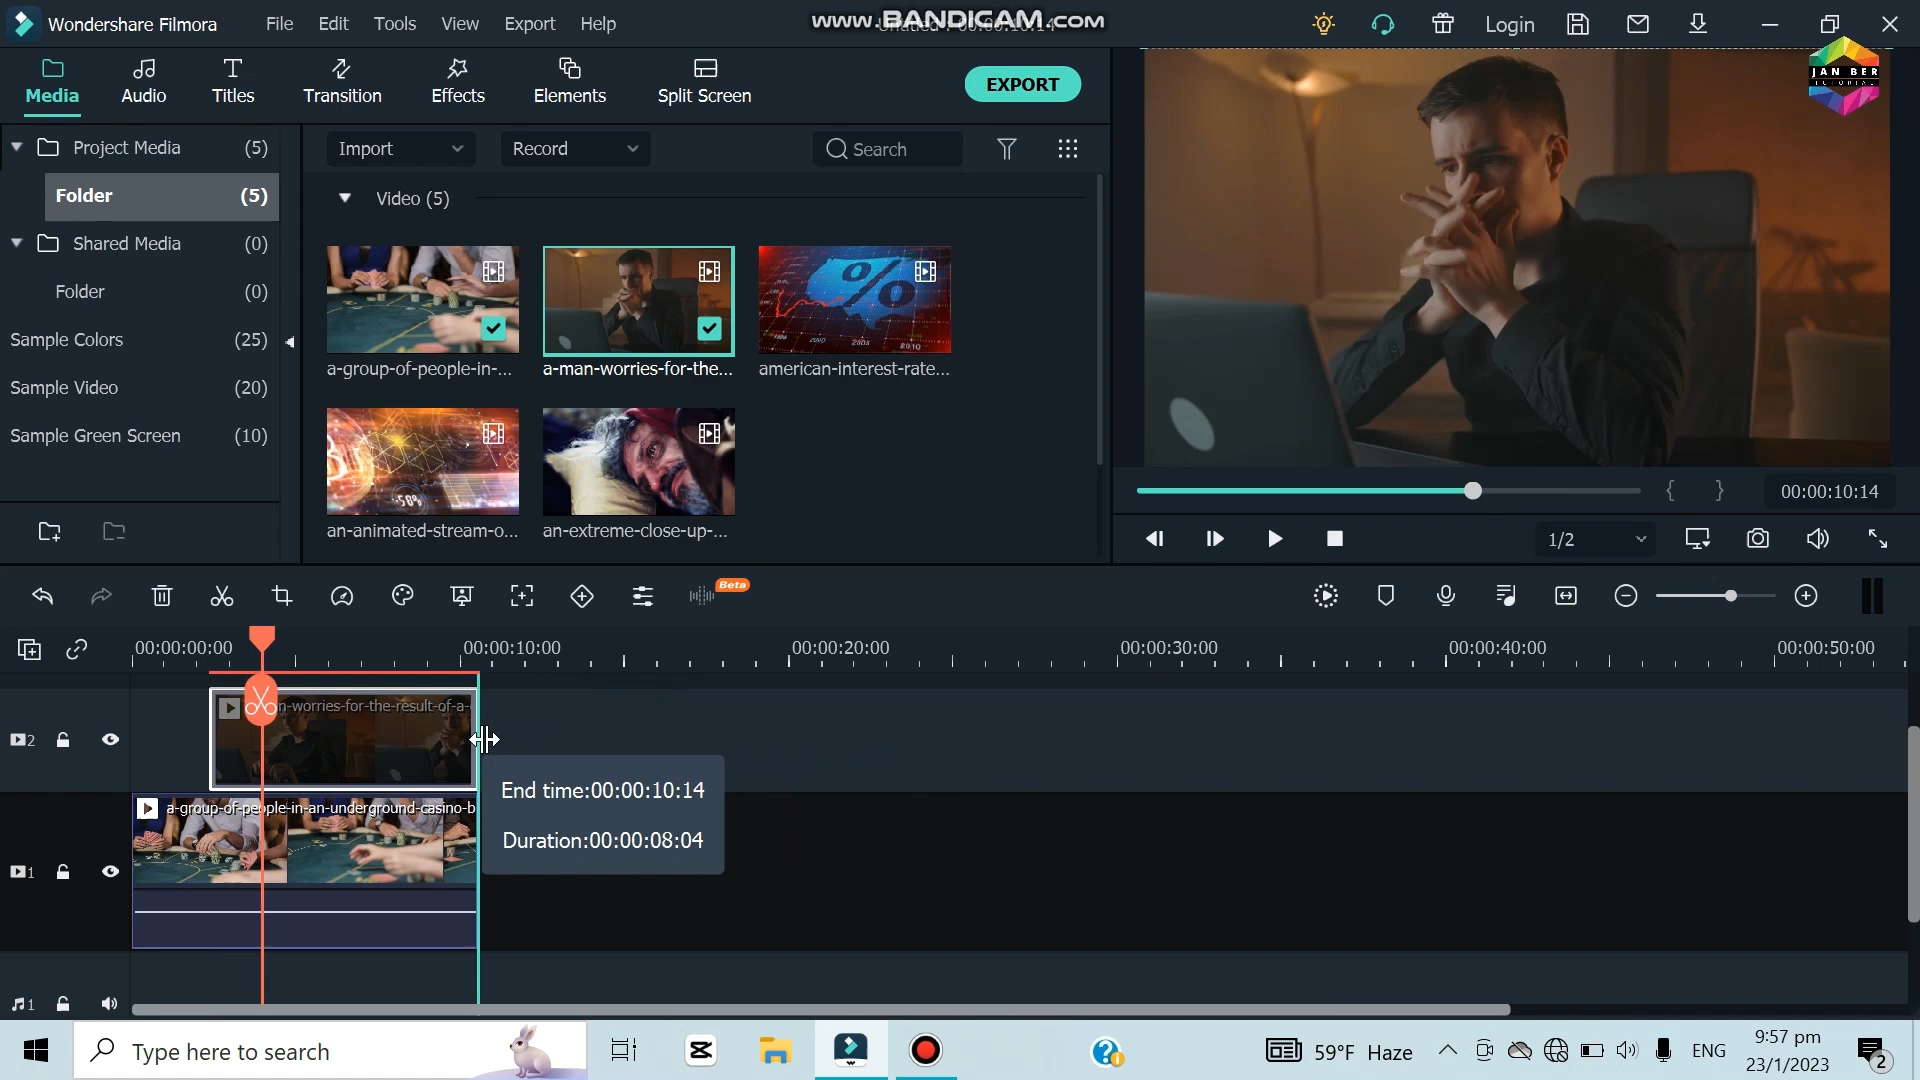 Wondershare Filmora
File
Edit
Tools
View
Export
Help
www.BANDICAM.com
Login
Media
Audio
Titles
Transition
Effects
Elements
Split Screen
EXPORT
JAN BER
TUTORIAL
Project Media (5)
Folder (5)
Shared Media (0)
Folder (0)
Sample Colors (25)
Sample Video (20)
Sample Green Screen (10)
Import
Record
Search
Video (5)
a-group-of-people-in-...
a-man-worries-for-the...
american-interest-rate...
an-animated-stream-o...
an-extreme-close-up-...
00:00:10:14
1/2
Beta
00:00:00:00
00:00:10:00
00:00:20:00
00:00:30:00
00:00:40:00
00:00:50:00
2
n-worries-for-the-result-of-a-
End time:00:00:10:14
Duration:00:00:08:04
1
a-group-of-people-in-an-underground-casino-b
1
Type here to search
59°F Haze
ENG
9:57 pm
23/1/2023
2